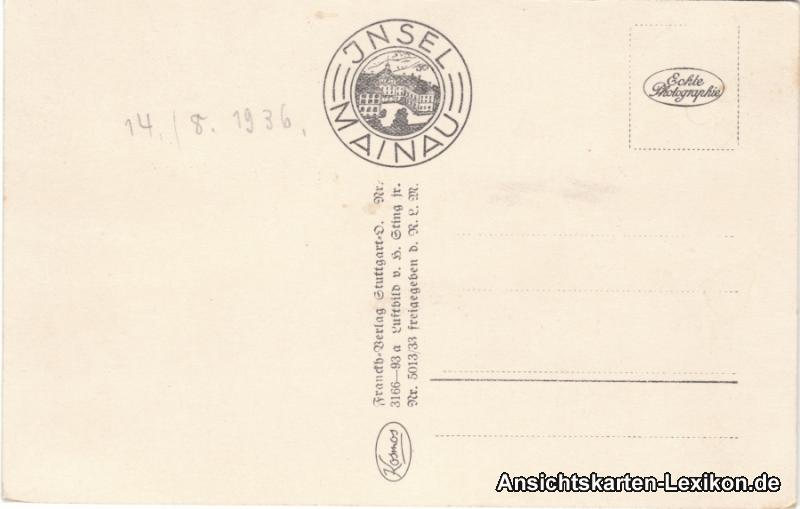 JNSEL
MAINAU
Echte
Photographie
14./8. 1936.
Franckh-Verlag Stuttgart-O. Nr.
3166–93 a Luftbild v. H. Sting jr.
Nr. 5013/33 freigegeben d. R. L. M.
Kosmos
Ansichtskarten-Lexikon.de